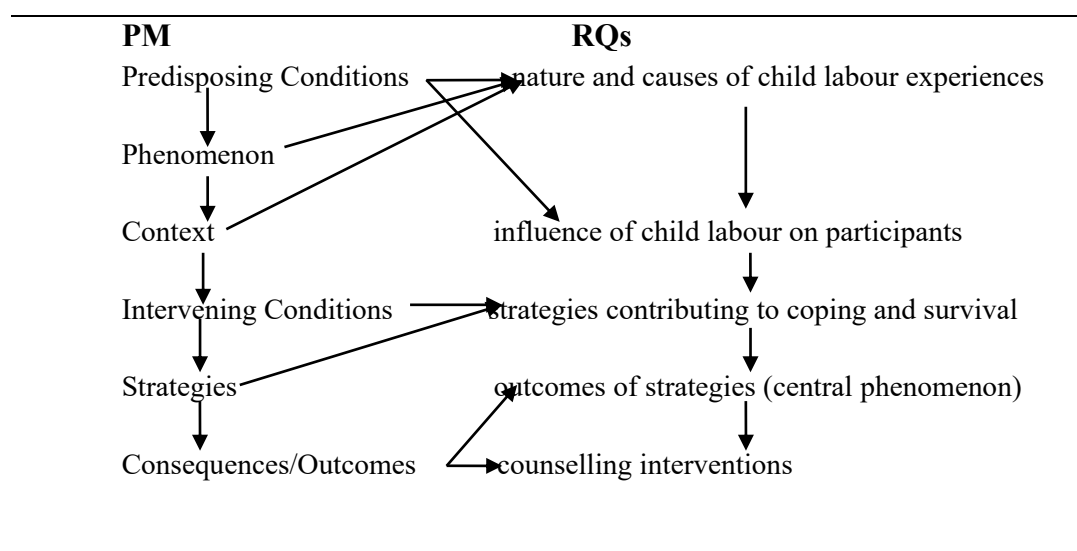 PM RQs
Predisposing Conditions nature and causes of child labour experiences
Phenomenon
Context influence of child labour on participants
Intervening Conditions strategies contributing to coping and survival
Strategies outcomes of strategies (central phenomenon)
Consequences/Outcomes counselling interventions